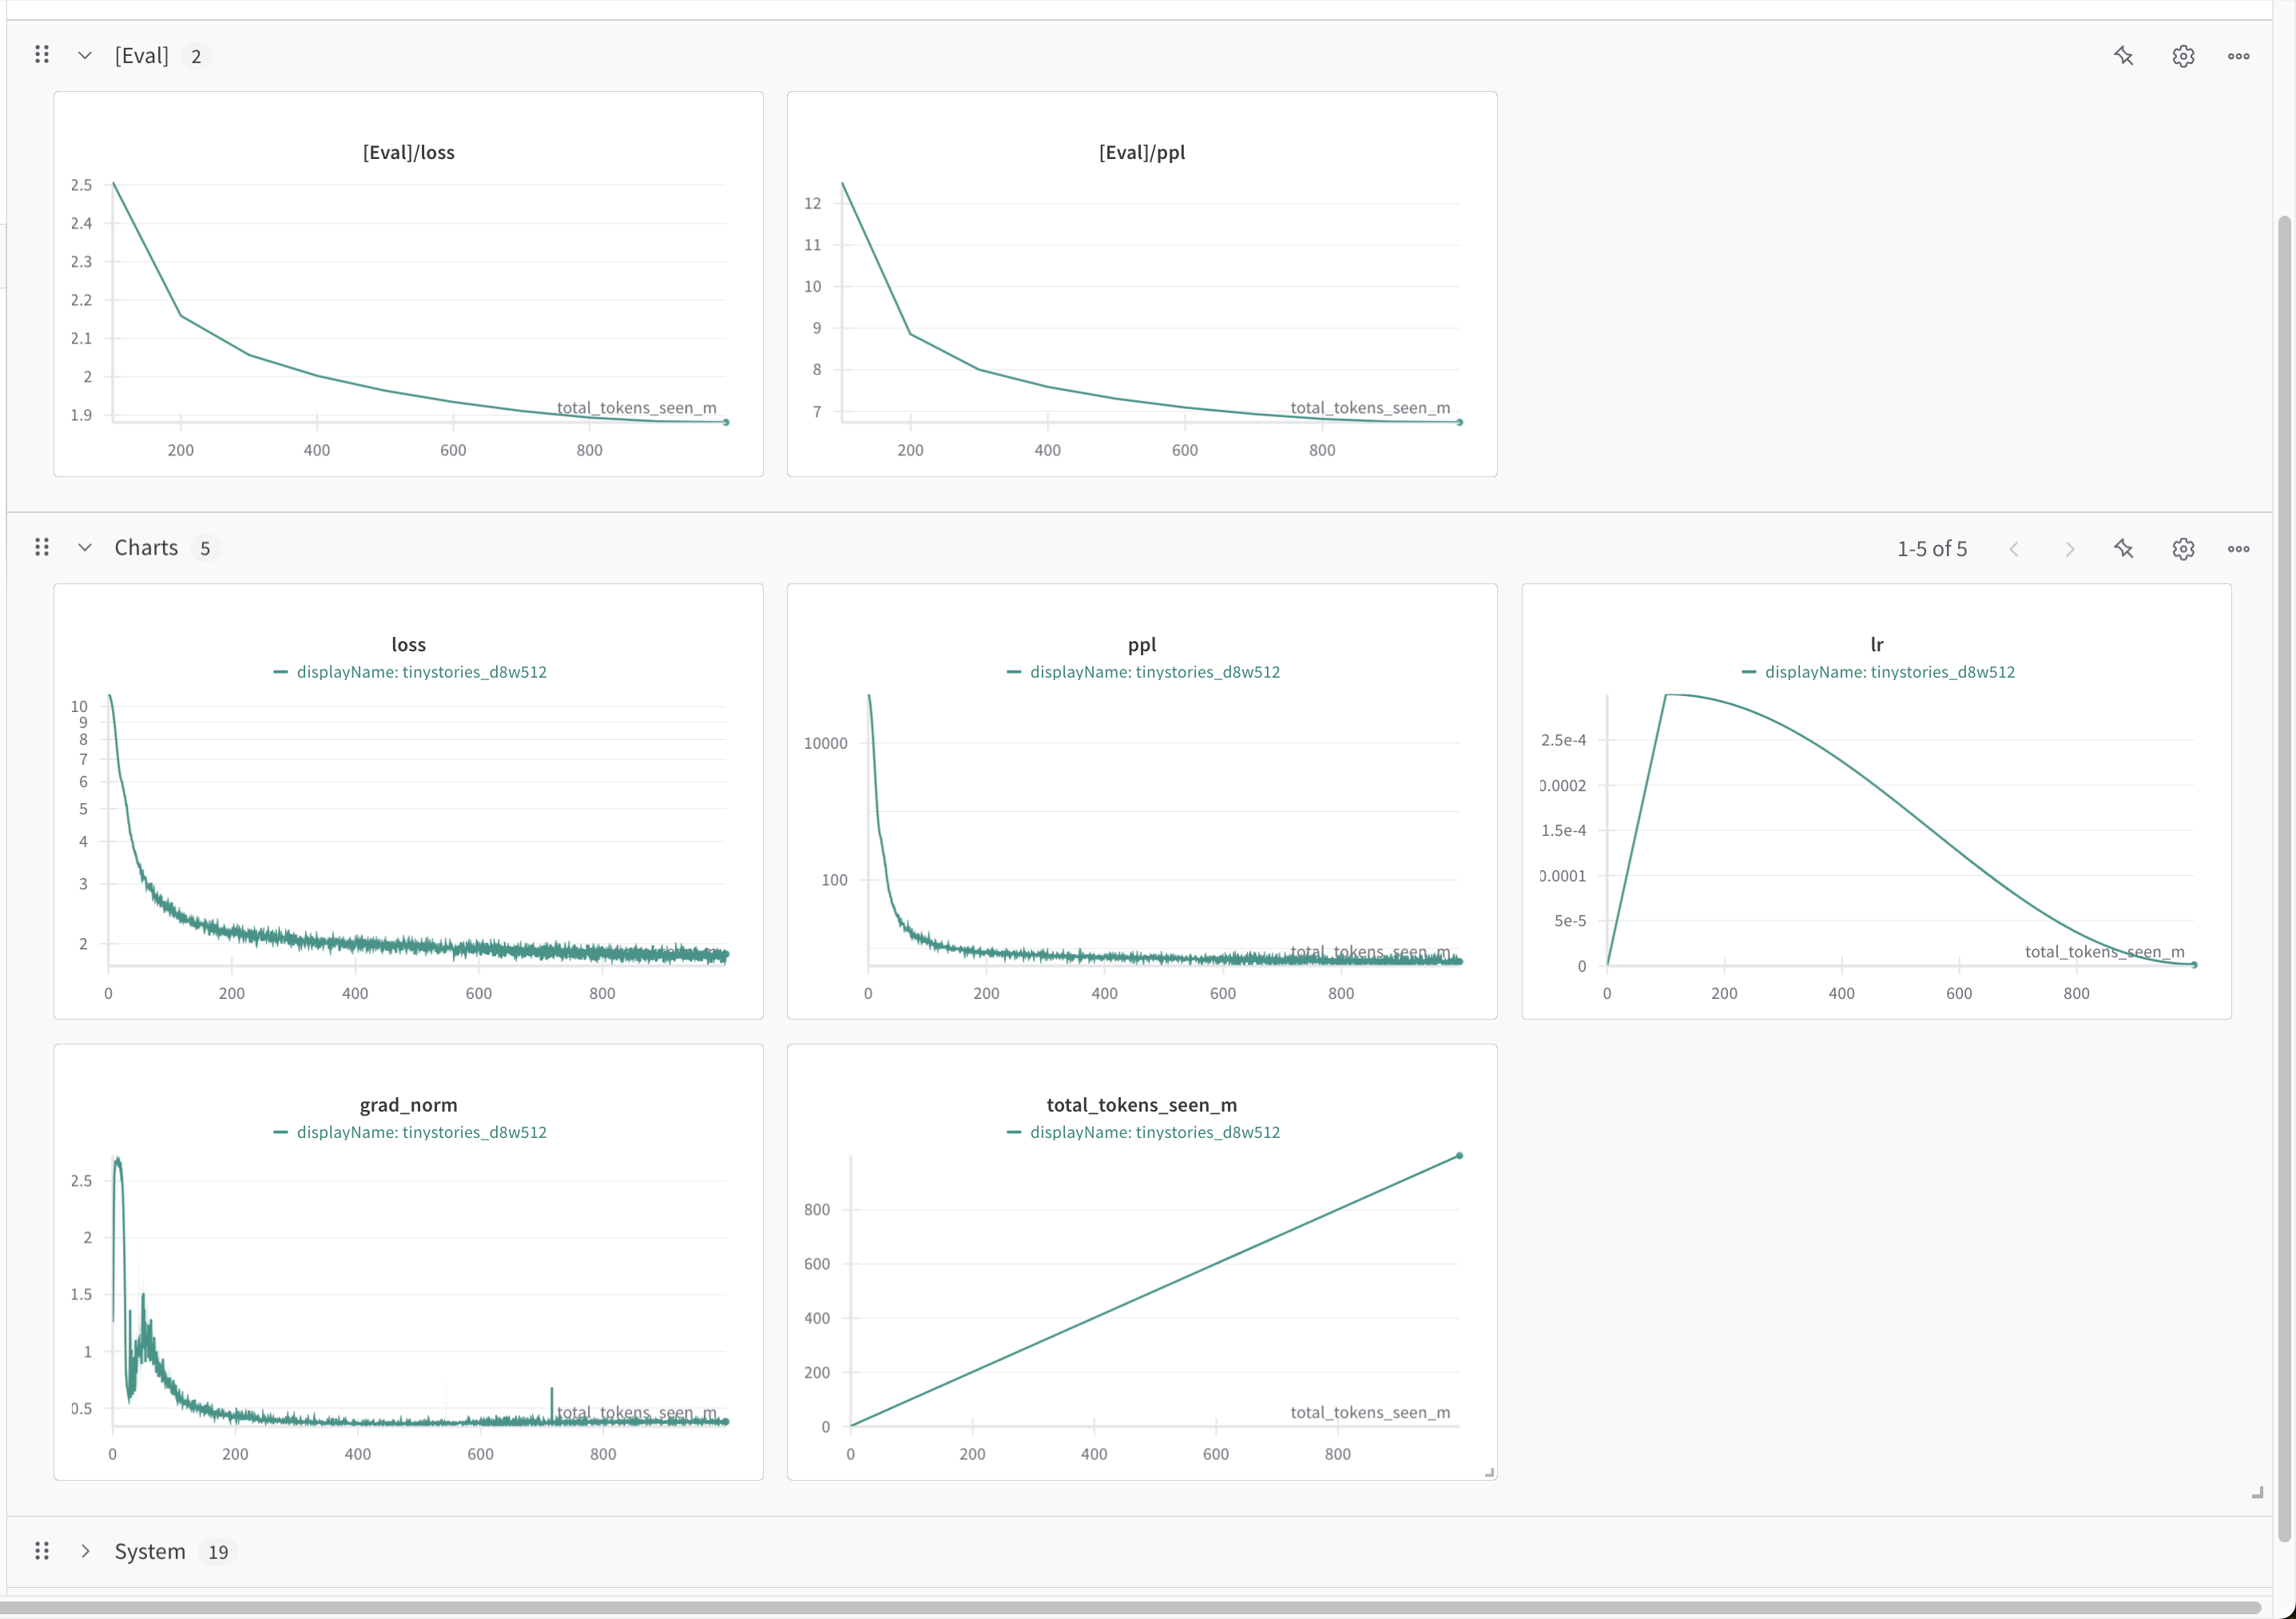 [Eval] 2
[Eval]/loss
2.5
2.4
2.3
2.2
2.1
2
1.9
total_tokens_seen_m
200 400 600 800
[Eval]/ppl
12
11
10
9
8
7
total_tokens_seen_m
200 400 600 800
Charts 5
1-5 of 5
loss
displayName: tinystories_d8w512
10
9
8
7
6
5
4
3
2
0 200 400 600 800
ppl
displayName: tinystories_d8w512
10000
100
total_tokens_seen_m
0 200 400 600 800
lr
displayName: tinystories_d8w512
2.5e-4
0.0002
1.5e-4
0.0001
5e-5
0
total_tokens_seen_m
0 200 400 600 800
grad_norm
displayName: tinystories_d8w512
2.5
2
1.5
1
0.5
total_tokens_seen_m
0 200 400 600 800
total_tokens_seen_m
displayName: tinystories_d8w512
800
600
400
200
0
total_tokens_seen_m
0 200 400 600 800
System 19